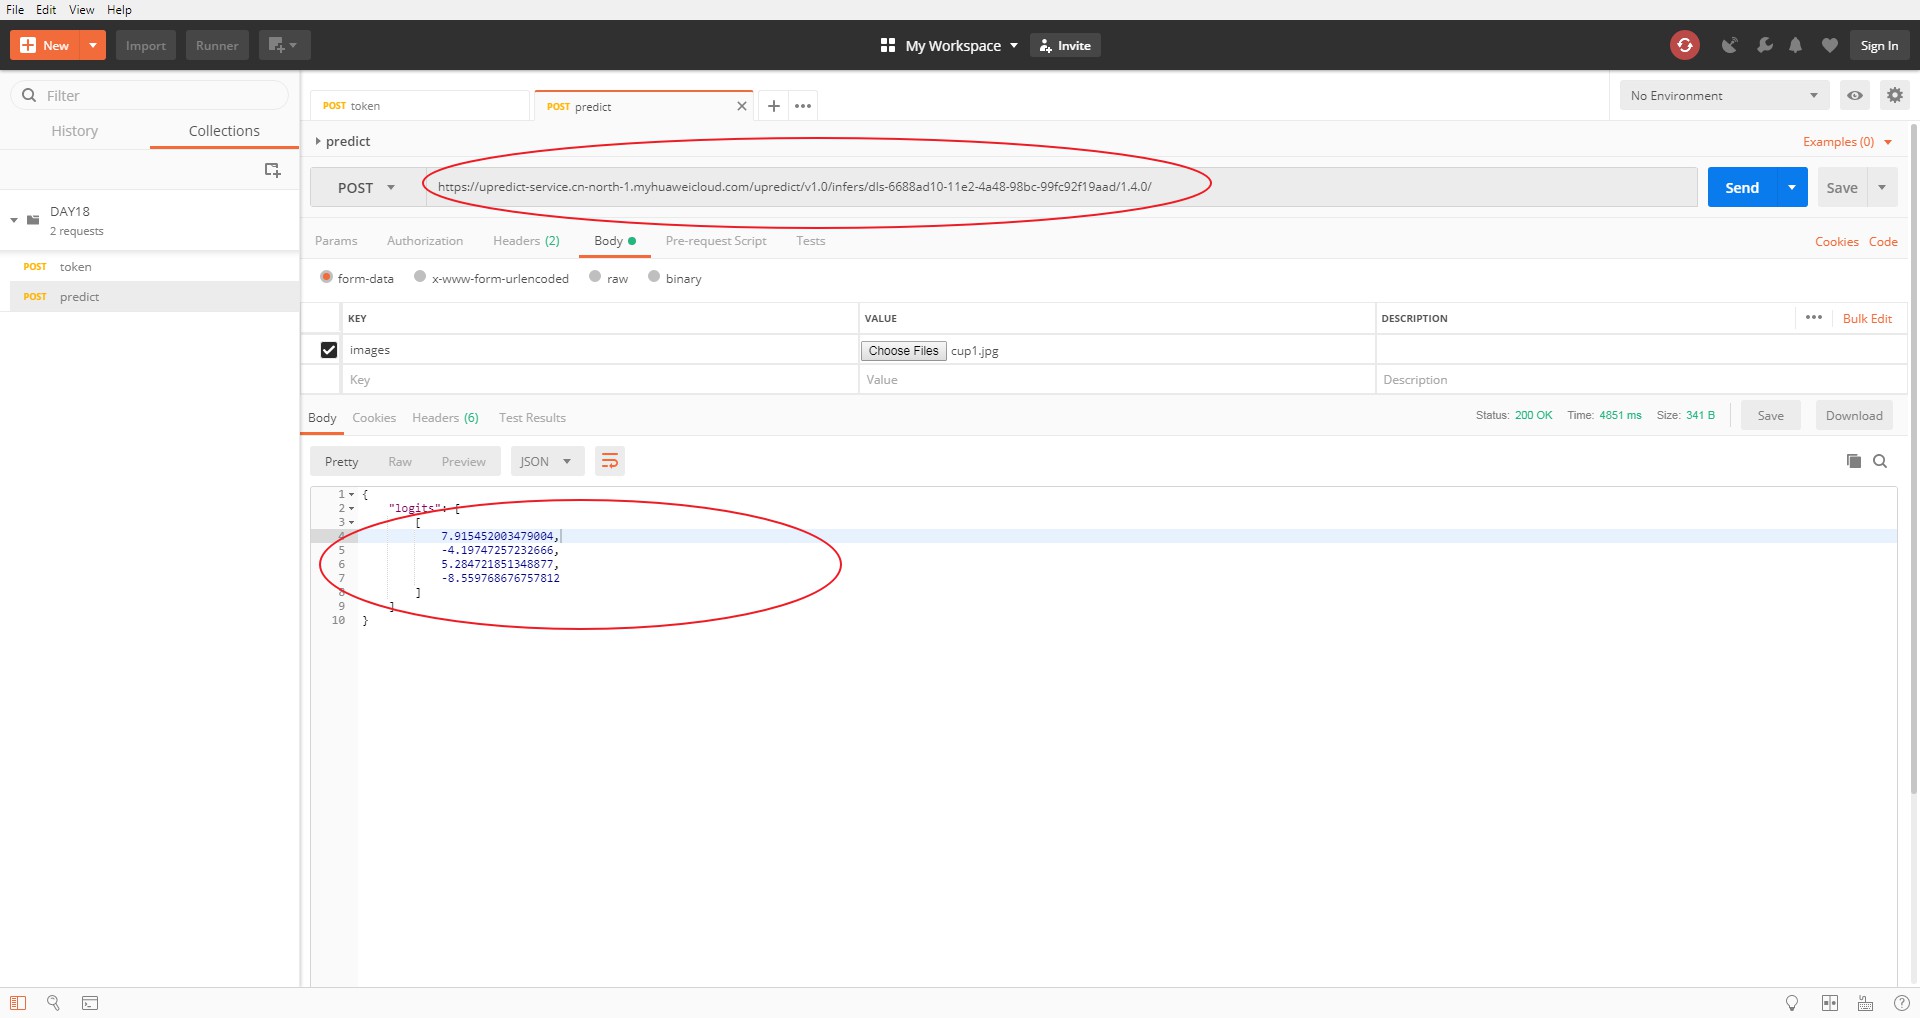 File Edit View Help
New Import Runner My Workspace Invite Sign In
Filter
History Collections
DAY18
2 requests
POST token
POST predict
POST token POST predict No Environment
predict Examples (0)
POST https://upredict-service.cn-north-1.myhuaweicloud.com/upredict/v1.0/infers/dls-6688ad10-11e2-4a48-98bc-99fc92f19aad/1.4.0/ Send Save
Params Authorization Headers (2) Body Pre-request Script Tests Cookies Code
form-data x-www-form-urlencoded raw binary
KEY VALUE DESCRIPTION Bulk Edit
images Choose Files cup1.jpg
Key Value Description
Body Cookies Headers (6) Test Results Status: 200 OK Time: 4851 ms Size: 341 B Save Download
Pretty Raw Preview JSON
1 {
2 "logits": [
3 [
4 7.915452003479004,
5 -4.19747257232666,
6 5.284721851348877,
7 -8.559768676757812
8 ]
9 ]
10 }